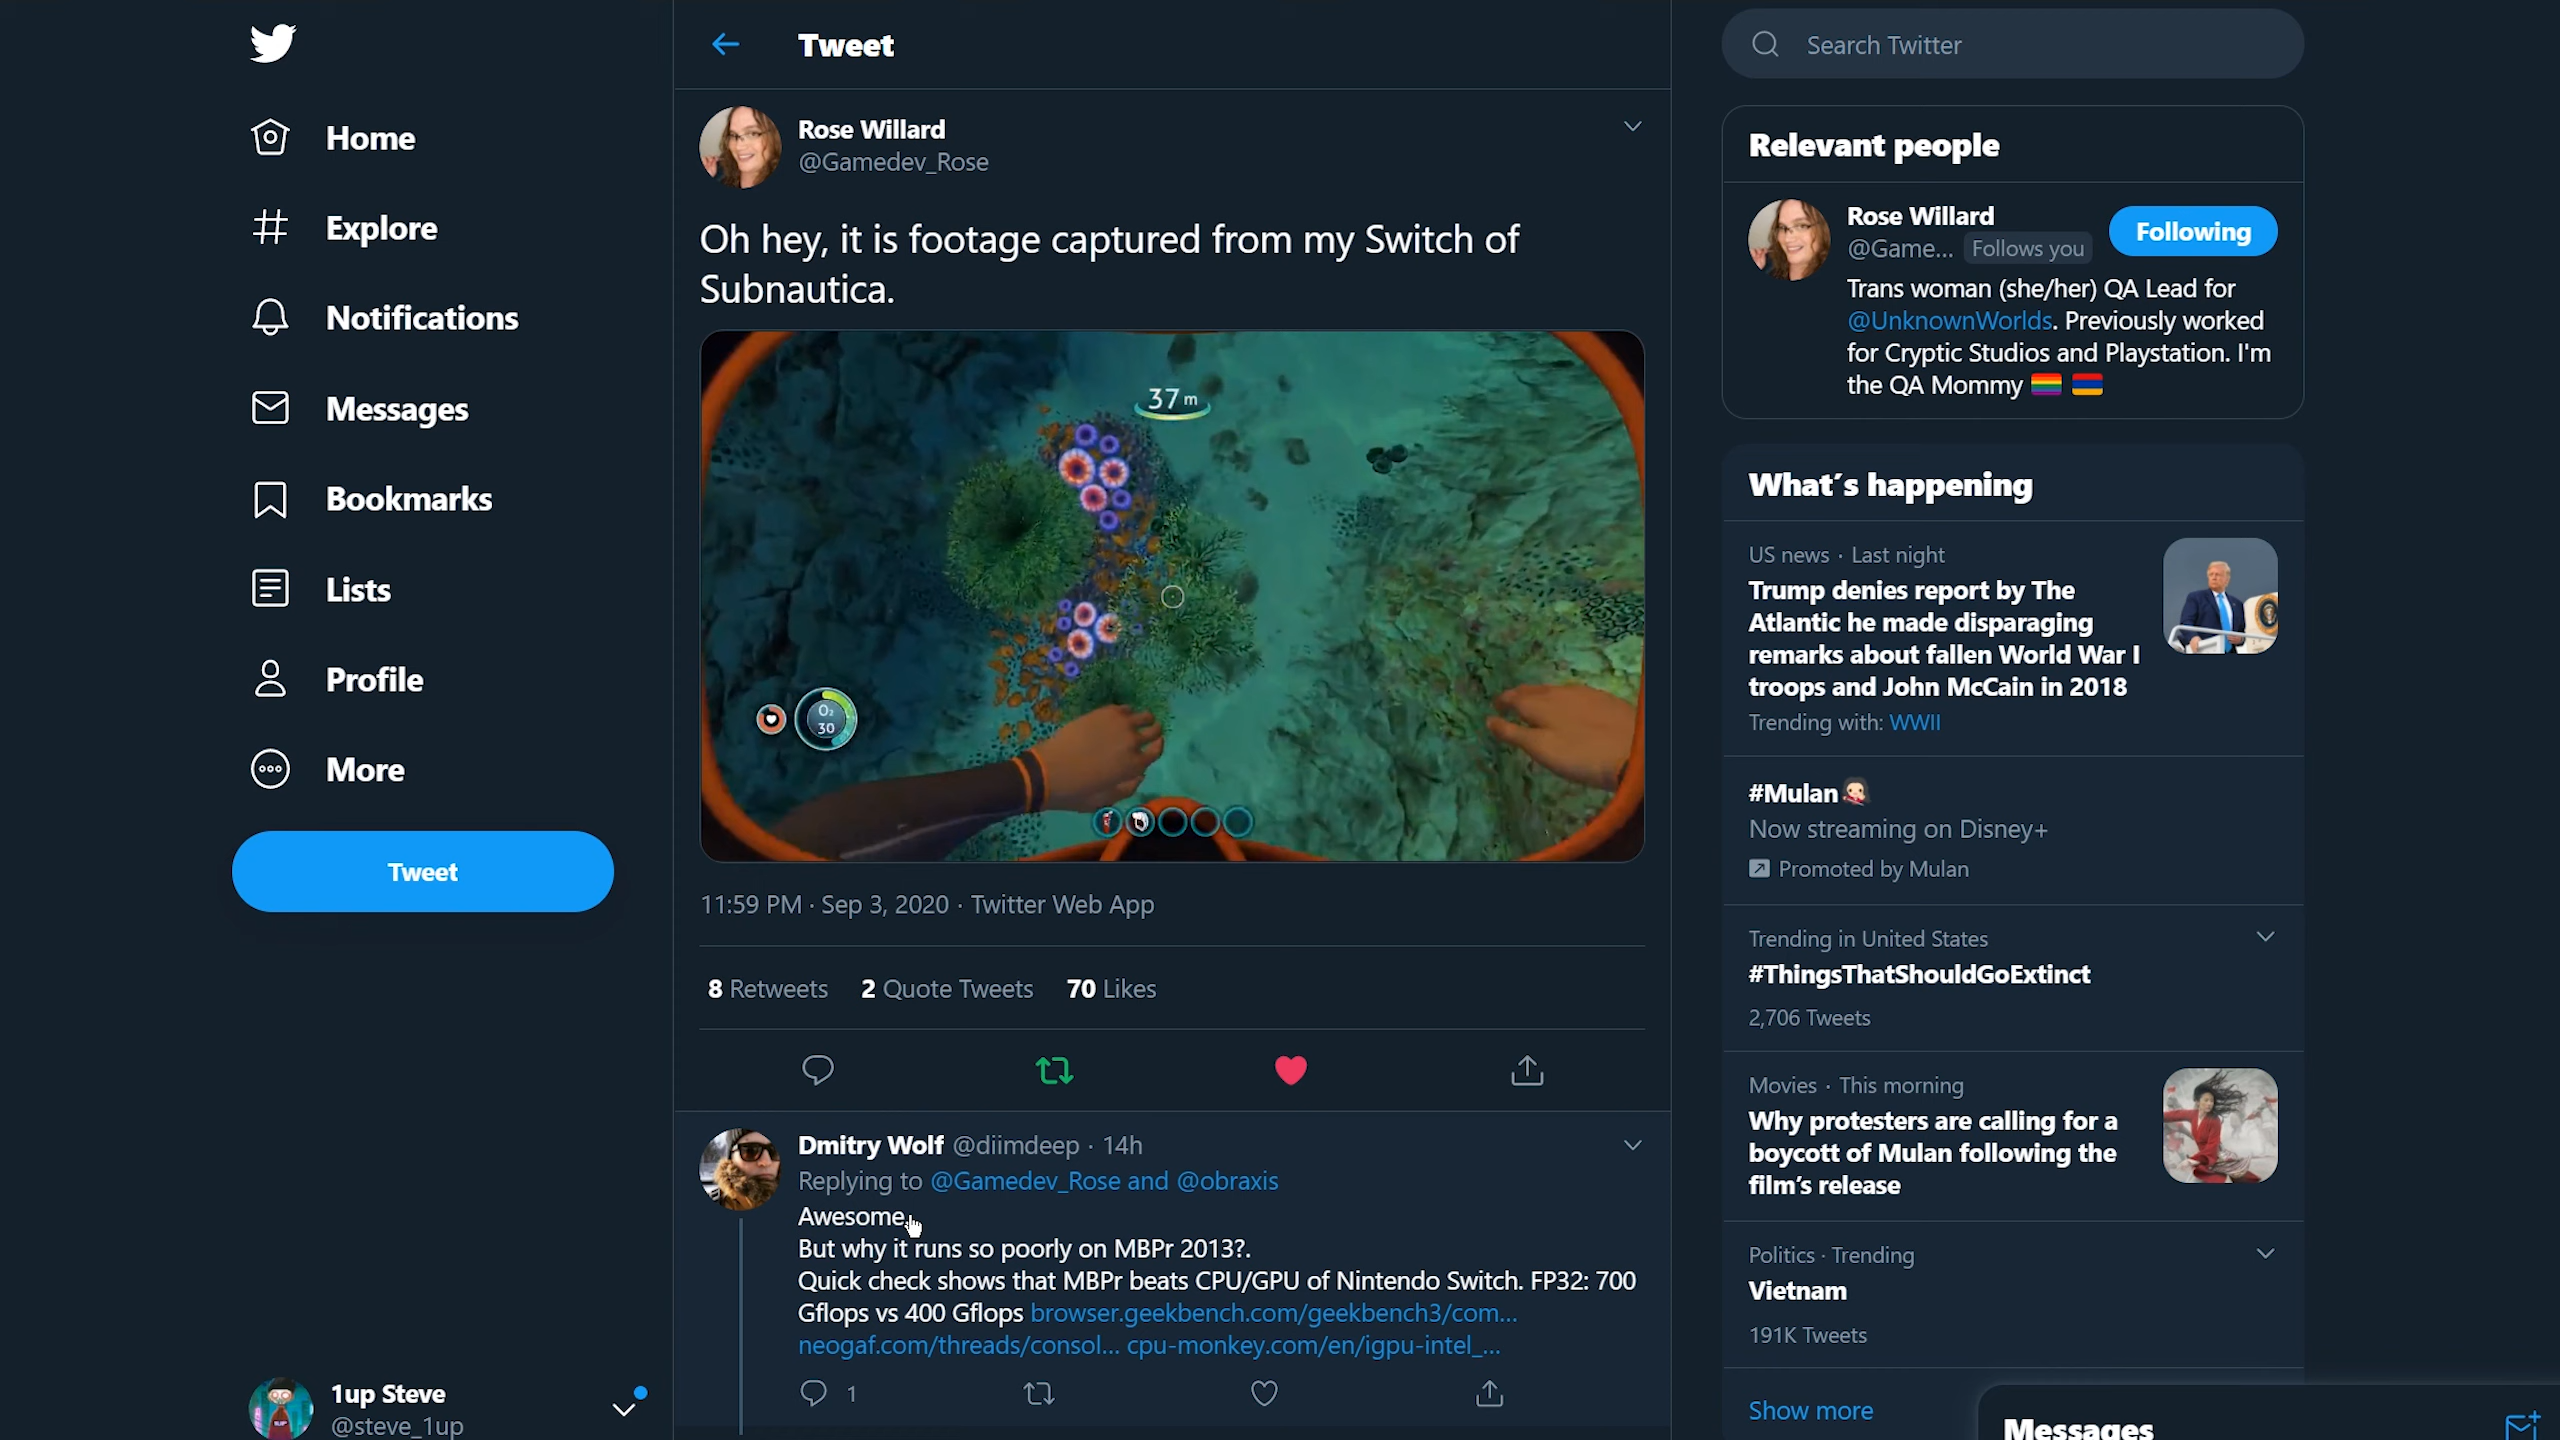 Home
Explore
Notifications
Messages
Bookmarks
Lists
Profile
More
Tweet
1up Steve
@steve_1up
Tweet
Rose Willard
@Gamedev_Rose
Oh hey, it is footage captured from my Switch of
Subnautica.
37 m
O₂
30
11:59 PM · Sep 3, 2020 · Twitter Web App
8 Retweets 2 Quote Tweets 70 Likes
Dmitry Wolf @diimdeep · 14h
Replying to @Gamedev_Rose and @obraxis
Awesome.
But why it runs so poorly on MBPr 2013?.
Quick check shows that MBPr beats CPU/GPU of Nintendo Switch. FP32: 700
Gflops vs 400 Gflops browser.geekbench.com/geekbench3/com...
neogaf.com/threads/consol... cpu-monkey.com/en/igpu-intel_...
1
Search Twitter
Relevant people
Rose Willard
@Game... Follows you
Following
Trans woman (she/her) QA Lead for
@UnknownWorlds. Previously worked
for Cryptic Studios and Playstation. I'm
the QA Mommy
What's happening
US news · Last night
Trump denies report by The
Atlantic he made disparaging
remarks about fallen World War I
troops and John McCain in 2018
Trending with: WWII
#Mulan
Now streaming on Disney+
Promoted by Mulan
Trending in United States
#ThingsThatShouldGoExtinct
2,706 Tweets
Movies · This morning
Why protesters are calling for a
boycott of Mulan following the
film's release
Politics · Trending
Vietnam
191K Tweets
Show more
Messages